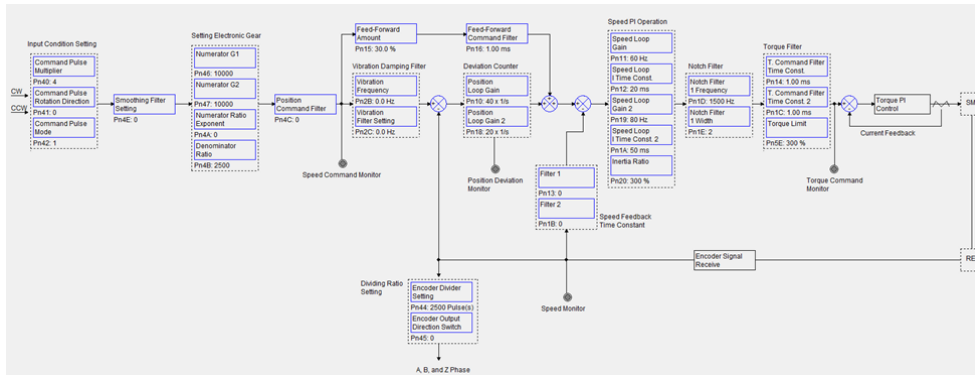 Input Condition Setting
Command Pulse
Multiplier
Pn40: 4
Command Pulse
Rotation Direction
Pn41: 0
Command Pulse
Mode
Pn42: 1
CW
CCW
Smoothing Filter
Setting
Pn4E: 0
Setting Electronic Gear
Numerator G1
Pn46: 10000
Numerator G2
Pn47: 10000
Numerator Ratio
Exponent
Pn4A: 0
Denominator
Ratio
Pn4B: 2500
Position
Command Filter
Pn4C: 0
Feed-Forward
Amount
Pn15: 30.0 %
Feed-Forward
Command Filter
Pn16: 1.00 ms
Vibration Damping Filter
Vibration
Frequency
Pn2B: 0.0 Hz
Vibration
Filter Setting
Pn2C: 0.0 Hz
Speed Command Monitor
Deviation Counter
Position
Loop Gain
Pn10: 40 x 1/s
Position
Loop Gain 2
Pn18: 20 x 1/s
Position Deviation
Monitor
Speed PI Operation
Speed Loop
Gain
Pn11: 60 Hz
Speed Loop
I Time Const.
Pn12: 20 ms
Speed Loop
Gain 2
Pn19: 80 Hz
Speed Loop
I Time Const. 2
Pn1A: 50 ms
Inertia Ratio
Pn20: 300 %
Filter 1
Pn13: 0
Filter 2
Pn1B: 0
Speed Feedback
Time Constant
Notch Filter
Notch Filter
1 Frequency
Pn1D: 1500 Hz
Notch Filter
1 Width
Pn1E: 2
Torque Filter
T. Command Filter
Time Const.
Pn14: 1.00 ms
T. Command Filter
Time Const. 2
Pn1C: 1.00 ms
Torque Limit
Pn5E: 300 %
Torque Command
Monitor
Torque PI
Control
Current Feedback
SM
RE
Encoder Signal
Receive
Speed Monitor
Dividing Ratio
Setting
Encoder Divider
Setting
Pn44: 2500 Pulse(s)
Encoder Output
Direction Switch
Pn45: 0
A, B, and Z Phase